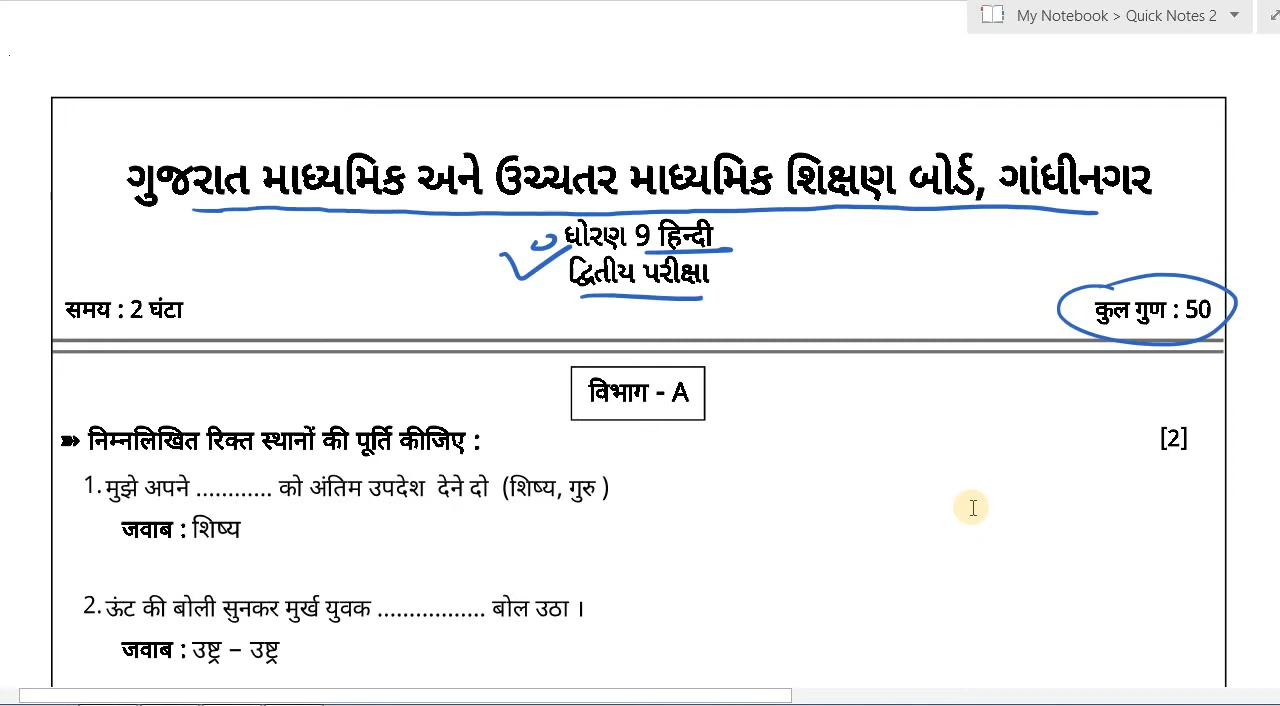 My Notebook > Quick Notes 2
ગુજરાત માધ્યમિક અને ઉચ્ચતર માધ્યમિક શિક્ષણ બોર્ડ, ગાંધીનગર
ધોરણ 9 हिन्दी
દ્વિતીય પરીક્ષા
समय : 2 घंटा
कुल गुण : 50
विभाग - A
निम्नलिखित रिक्त स्थानों की पूर्ति कीजिए : [2]
1. मुझे अपने ............ को अंतिम उपदेश देने दो (शिष्य, गुरु )
जवाब : शिष्य
2. ऊंट की बोली सुनकर मुर्ख युवक ................. बोल उठा ।
जवाब : उष्ट्र – उष्ट्र